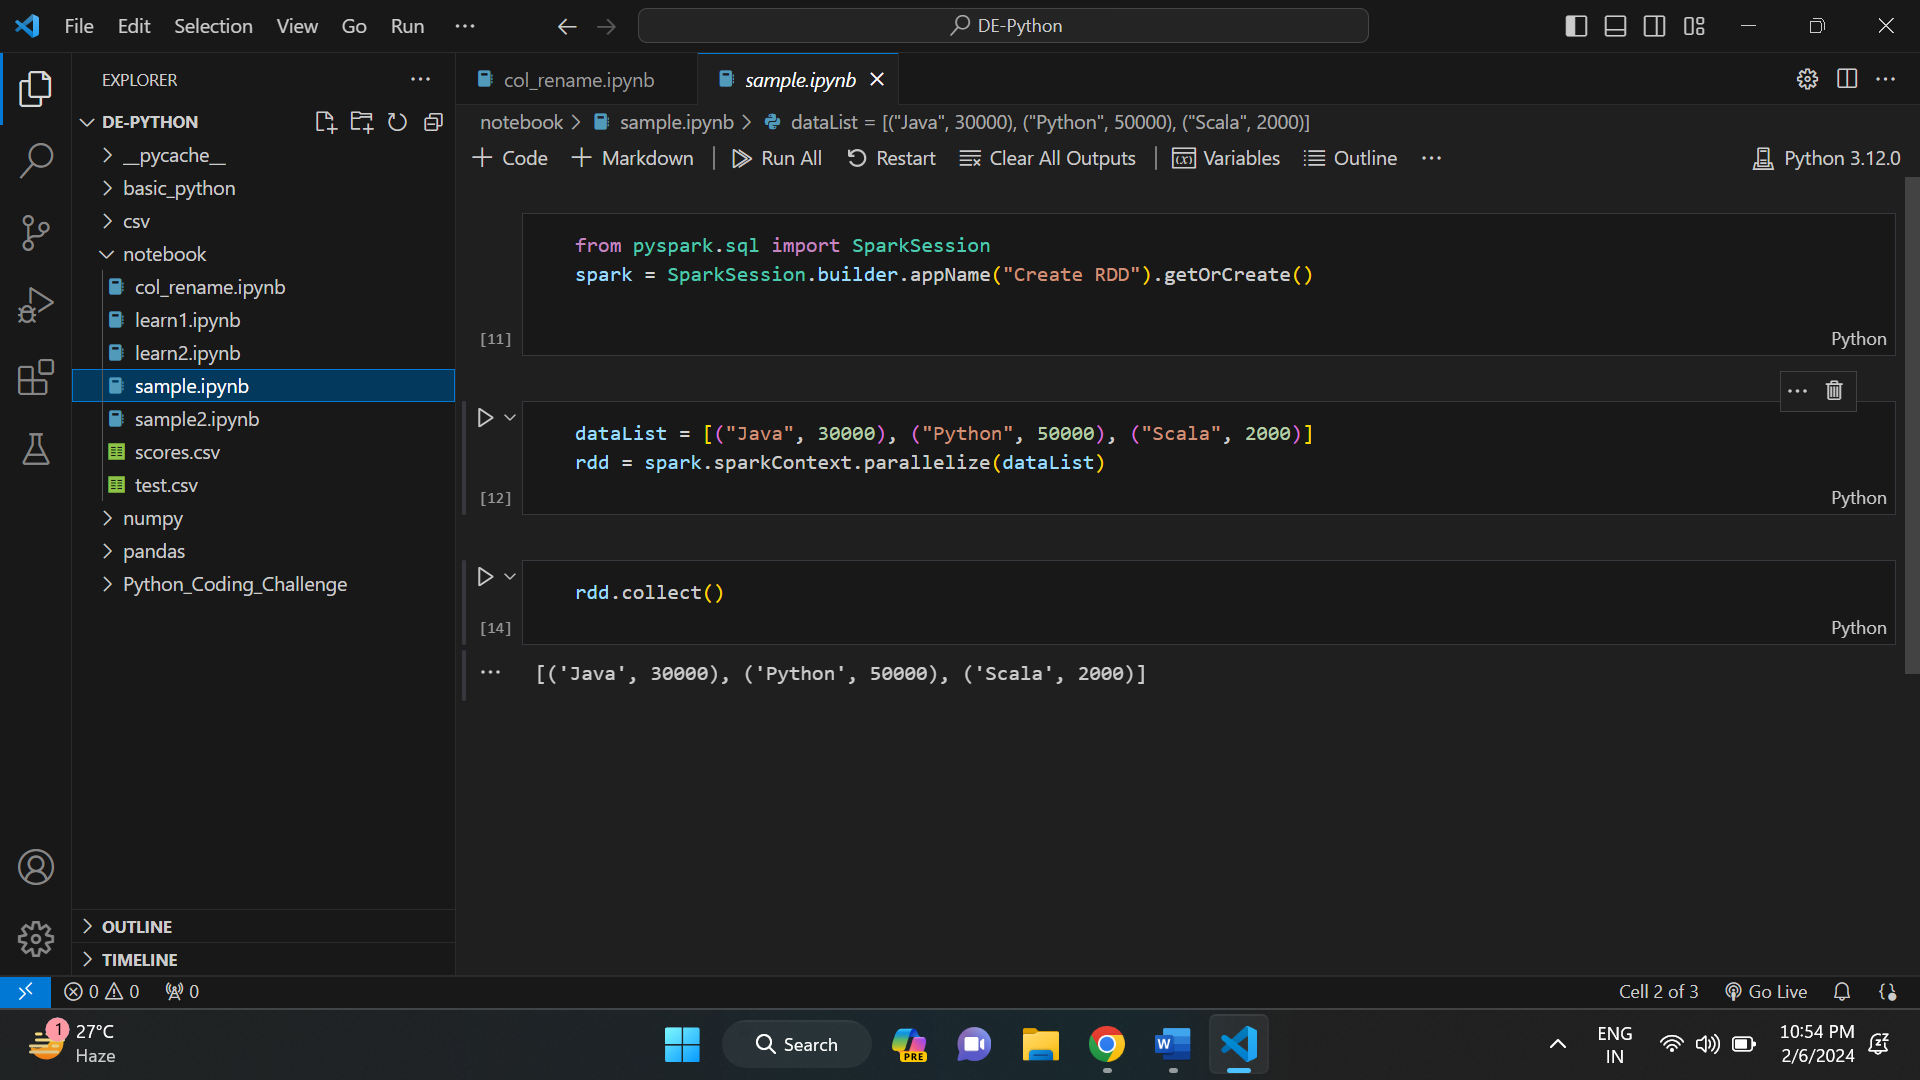 File Edit Selection View Go Run ···
DE-Python
EXPLORER
DE-PYTHON
__pycache__
basic_python
csv
notebook
col_rename.ipynb
learn1.ipynb
learn2.ipynb
sample.ipynb
sample2.ipynb
scores.csv
test.csv
numpy
pandas
Python_Coding_Challenge
OUTLINE
TIMELINE
col_rename.ipynb sample.ipynb
notebook > sample.ipynb > dataList = [("Java", 30000), ("Python", 50000), ("Scala", 2000)]
+ Code + Markdown | Run All Restart Clear All Outputs | Variables Outline ··· Python 3.12.0
from pyspark.sql import SparkSession
spark = SparkSession.builder.appName("Create RDD").getOrCreate()
[11] Python
dataList = [("Java", 30000), ("Python", 50000), ("Scala", 2000)]
rdd = spark.sparkContext.parallelize(dataList)
[12] Python
rdd.collect()
[14] Python
[('Java', 30000), ('Python', 50000), ('Scala', 2000)]
0 0 0 Cell 2 of 3 Go Live
1 27°C
Haze
Search
PRE
W
ENG
IN
10:54 PM
2/6/2024